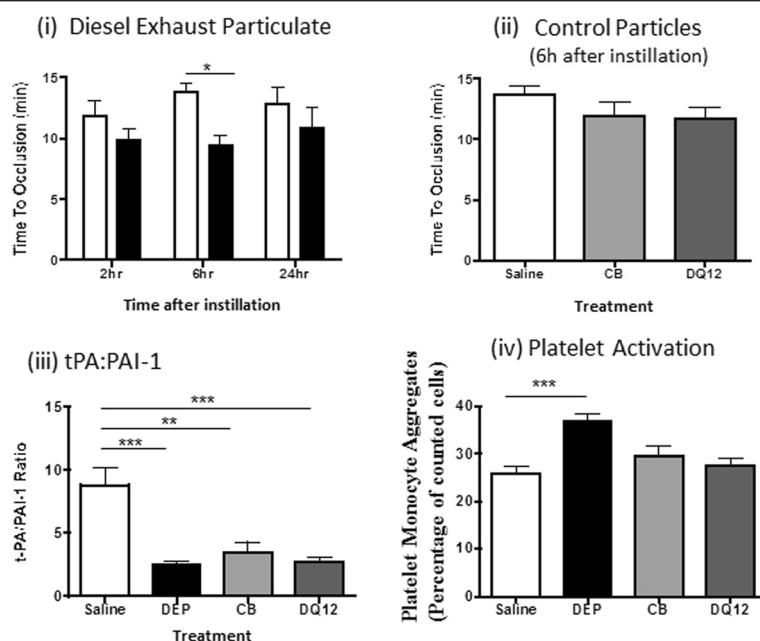 (i) Diesel Exhaust Particulate
Time To Occlusion (min)
15
10
5
0
*
2hr 6hr 24hr
Time after instillation
(ii) Control Particles
(6h after instillation)
Time To Occlusion (min)
15
10
5
0
Saline CB DQ12
Treatment
(iii) tPA:PAI-1
t-PA:PAI-1 Ratio
15
10
5
0
***
**
***
Saline DEP CB DQ12
Treatment
(iv) Platelet Activation
Platelet Monocyte Aggregates
(Percentage of counted cells)
40
30
20
10
0
***
Saline DEP CB DQ12